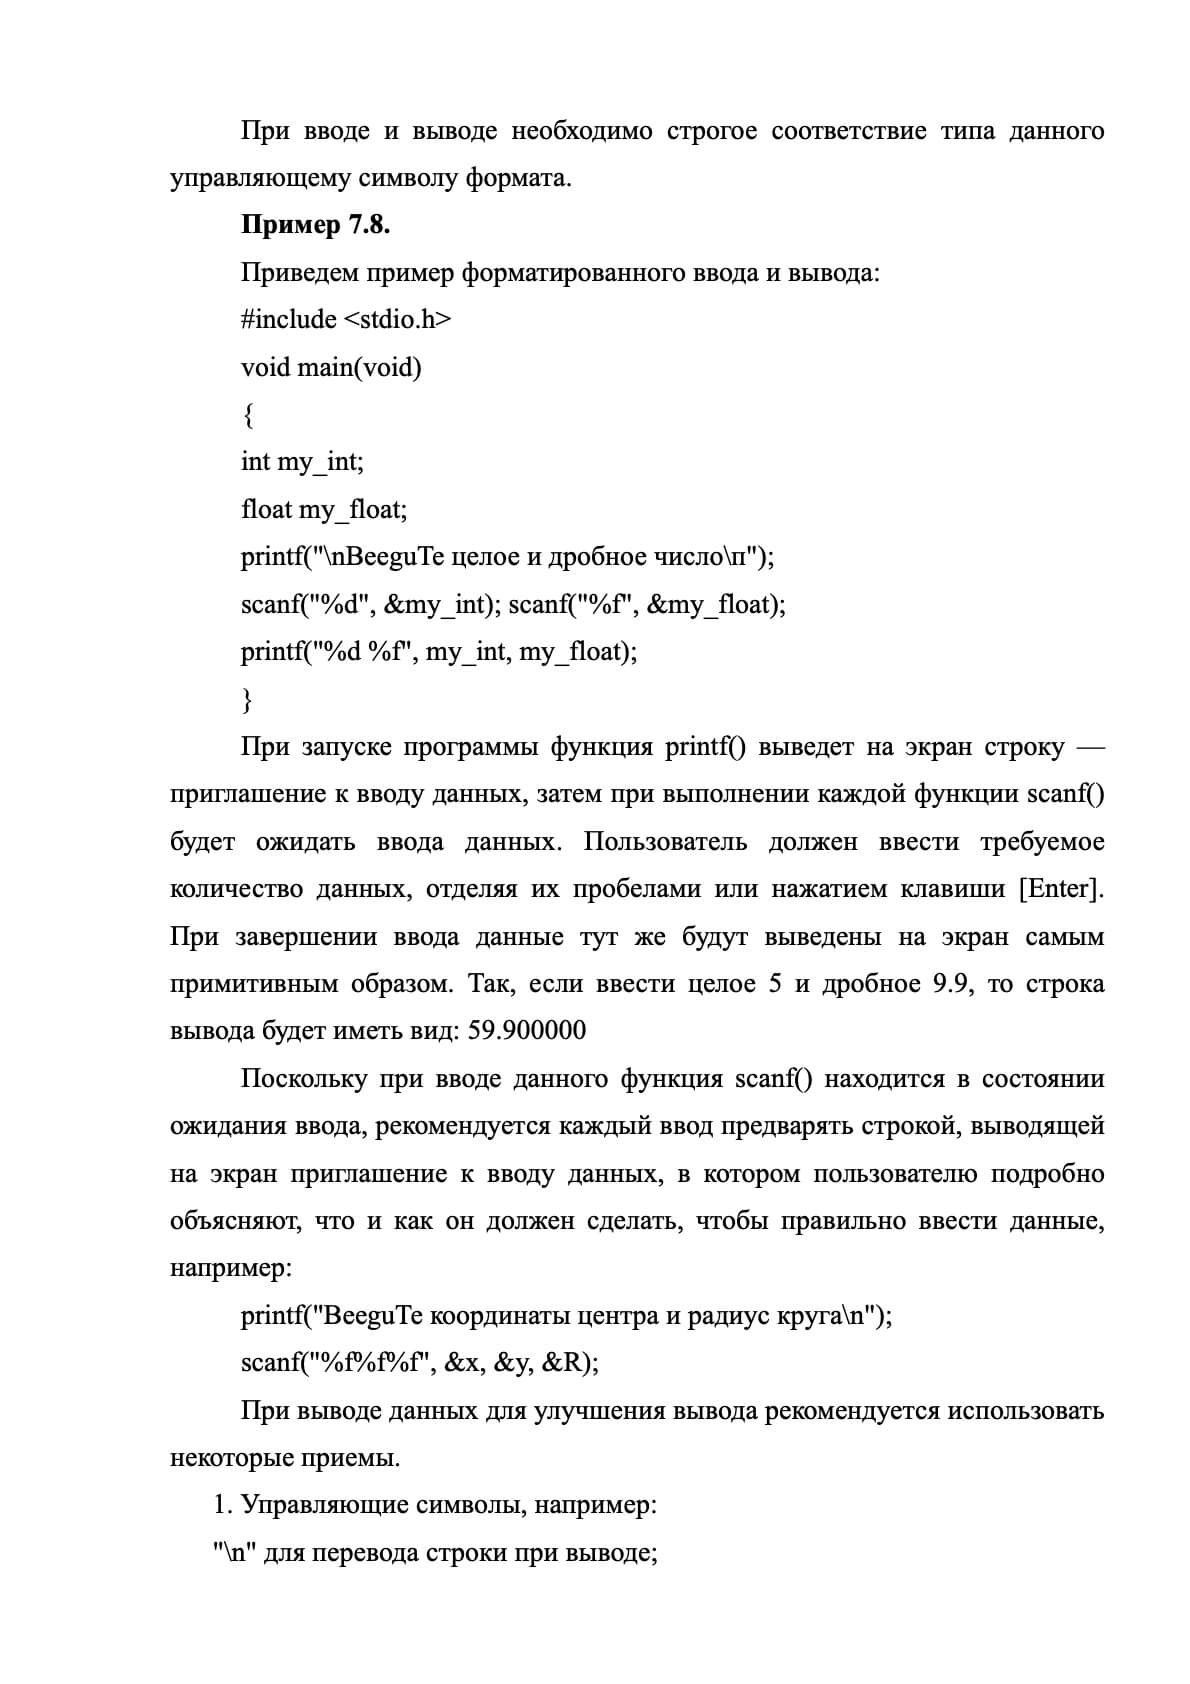 При вводе и выводе необходимо строгое соответствие типа данного
управляющему символу формата.
Пример 7.8.
Приведем пример форматированного ввода и вывода:
#include <stdio.h>
void main(void)
{
int my_int;
float my_float;
printf("\nBeeguTe целое и дробное число\п");
scanf("%d", &my_int); scanf("%f", &my_float);
printf("%d %f", my_int, my_float);
}
При запуске программы функция printf() выведет на экран строку —
приглашение к вводу данных, затем при выполнении каждой функции scanf()
будет ожидать ввода данных. Пользователь должен ввести требуемое
количество данных, отделяя их пробелами или нажатием клавиши [Enter].
При завершении ввода данные тут же будут выведены на экран самым
примитивным образом. Так, если ввести целое 5 и дробное 9.9, то строка
вывода будет иметь вид: 59.900000
Поскольку при вводе данного функция scanf() находится в состоянии
ожидания ввода, рекомендуется каждый ввод предварять строкой, выводящей
на экран приглашение к вводу данных, в котором пользователю подробно
объясняют, что и как он должен сделать, чтобы правильно ввести данные,
например:
printf("BeeguTe координаты центра и радиус круга\n");
scanf("%f%f%f", &x, &y, &R);
При выводе данных для улучшения вывода рекомендуется использовать
некоторые приемы.
1. Управляющие символы, например:
"\n" для перевода строки при выводе;